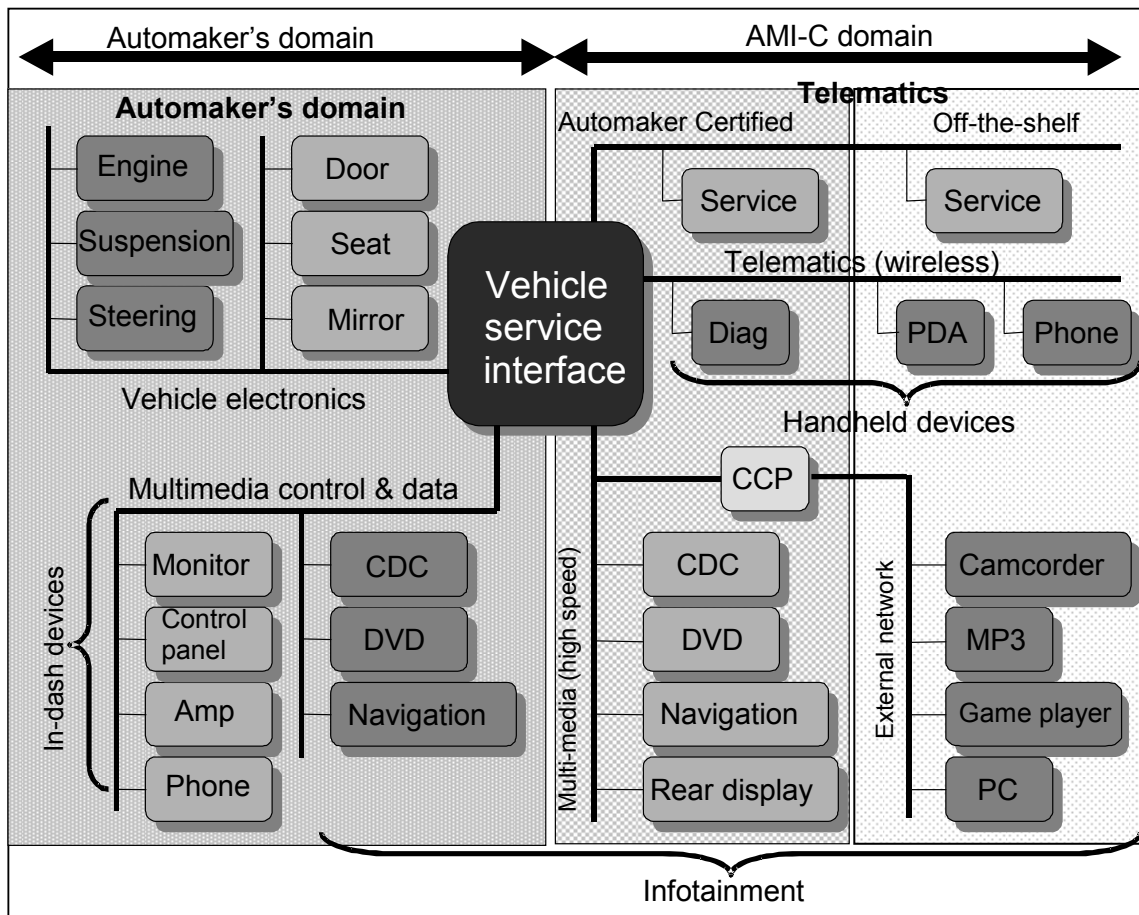 Automaker's domain
AMI-C domain
Automaker's domain
Telematics
Automaker Certified
Off-the-shelf
Engine
Door
Service
Service
Suspension
Seat
Steering
Mirror
Vehicle
service
interface
Telematics (wireless)
Diag
PDA
Phone
Vehicle electronics
Handheld devices
CCP
Multimedia control & data
In-dash devices
Monitor
Control
panel
Amp
Phone
CDC
DVD
Navigation
Multi-media (high speed)
CDC
DVD
Navigation
Rear display
External network
Camcorder
MP3
Game player
PC
Infotainment